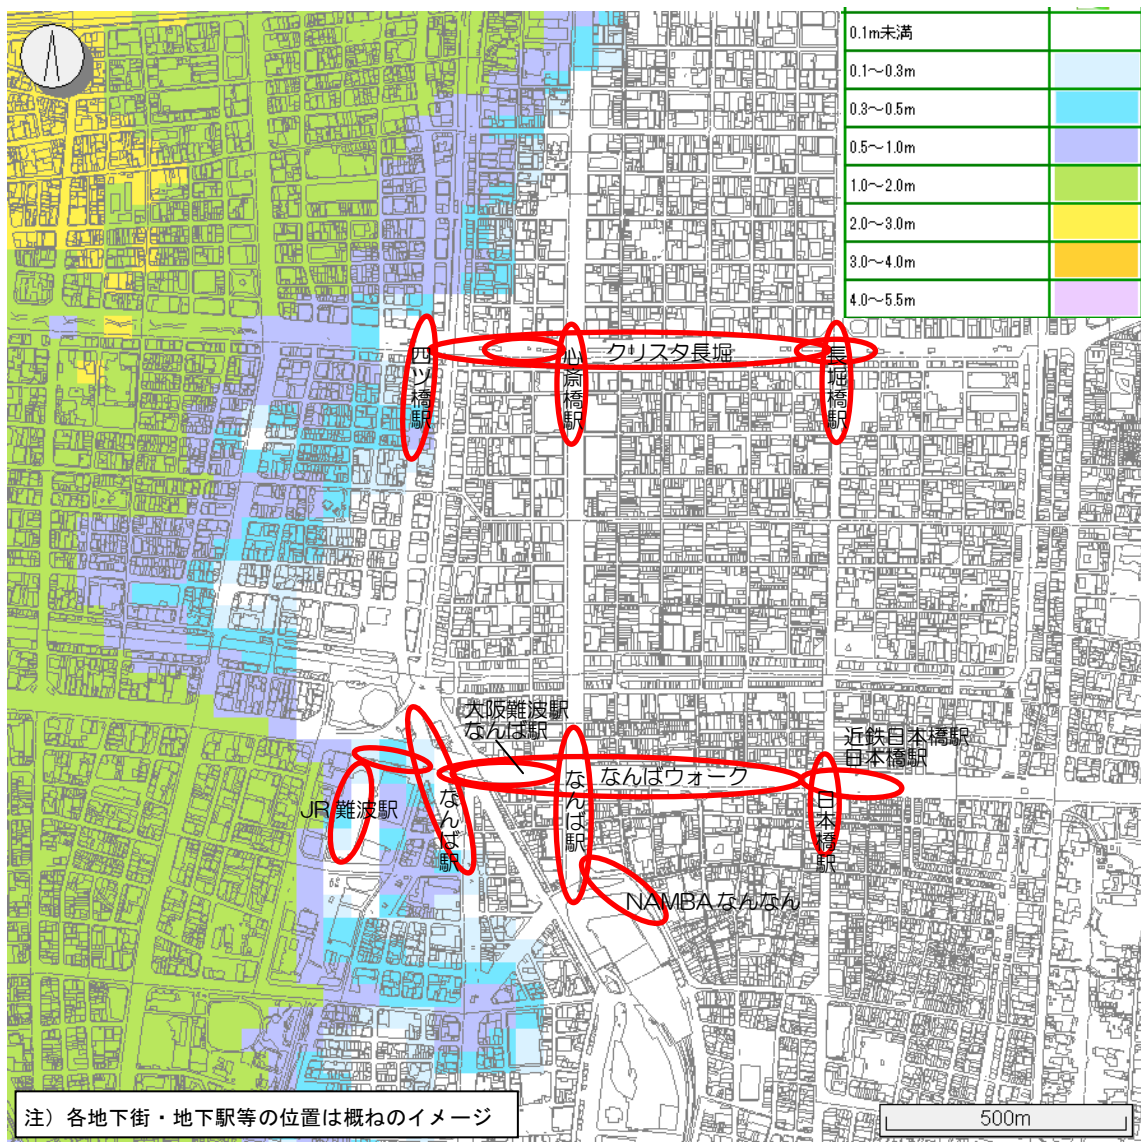 0.1m未満
0.1～0.3m
0.3～0.5m
0.5～1.0m
1.0～2.0m
2.0～3.0m
3.0～4.0m
4.0～5.5m
四ツ橋駅
心斎橋駅
クリスタ長堀
長堀橋駅
大阪難波駅
なんば駅
近鉄日本橋駅
日本橋駅
JR難波駅
なんば駅
なんば駅
なんばウォーク
日本橋駅
NAMBAなんなん
注）各地下街・地下駅等の位置は概ねのイメージ
500m